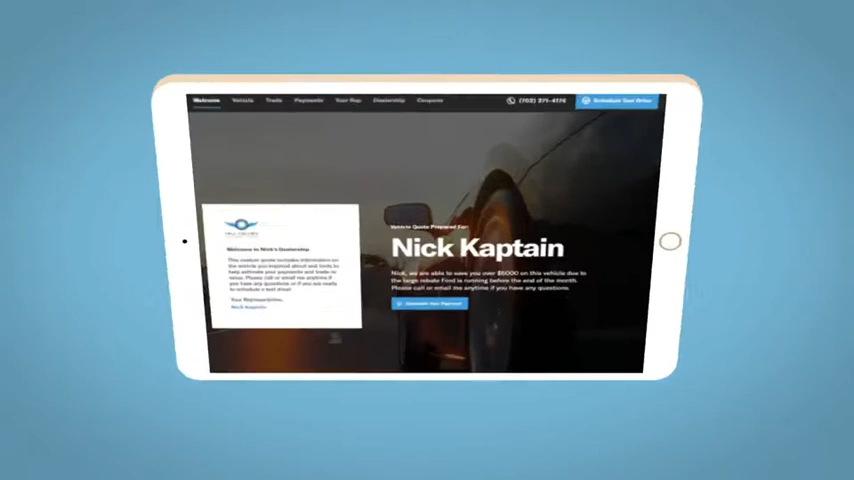 Welcome Vehicle Trade Payments Your Rep Dealership Coupons (702) 371-4176 Schedule Test Drive
Welcome to Nick's Dealership
This custom quote includes information on
the vehicle you inquired about and tools to
help estimate your payments and trade-in
value. Please call or email me anytime if
you have any questions or if you are ready
to schedule a test drive!
Your Representative,
Nick Kaptain
Vehicle Quote Prepared For:
Nick Kaptain
Nick, we are able to save you over $6000 on this vehicle due to
the large rebate Ford is running before the end of the month.
Please call or email me anytime if you have any questions.
Your Payment